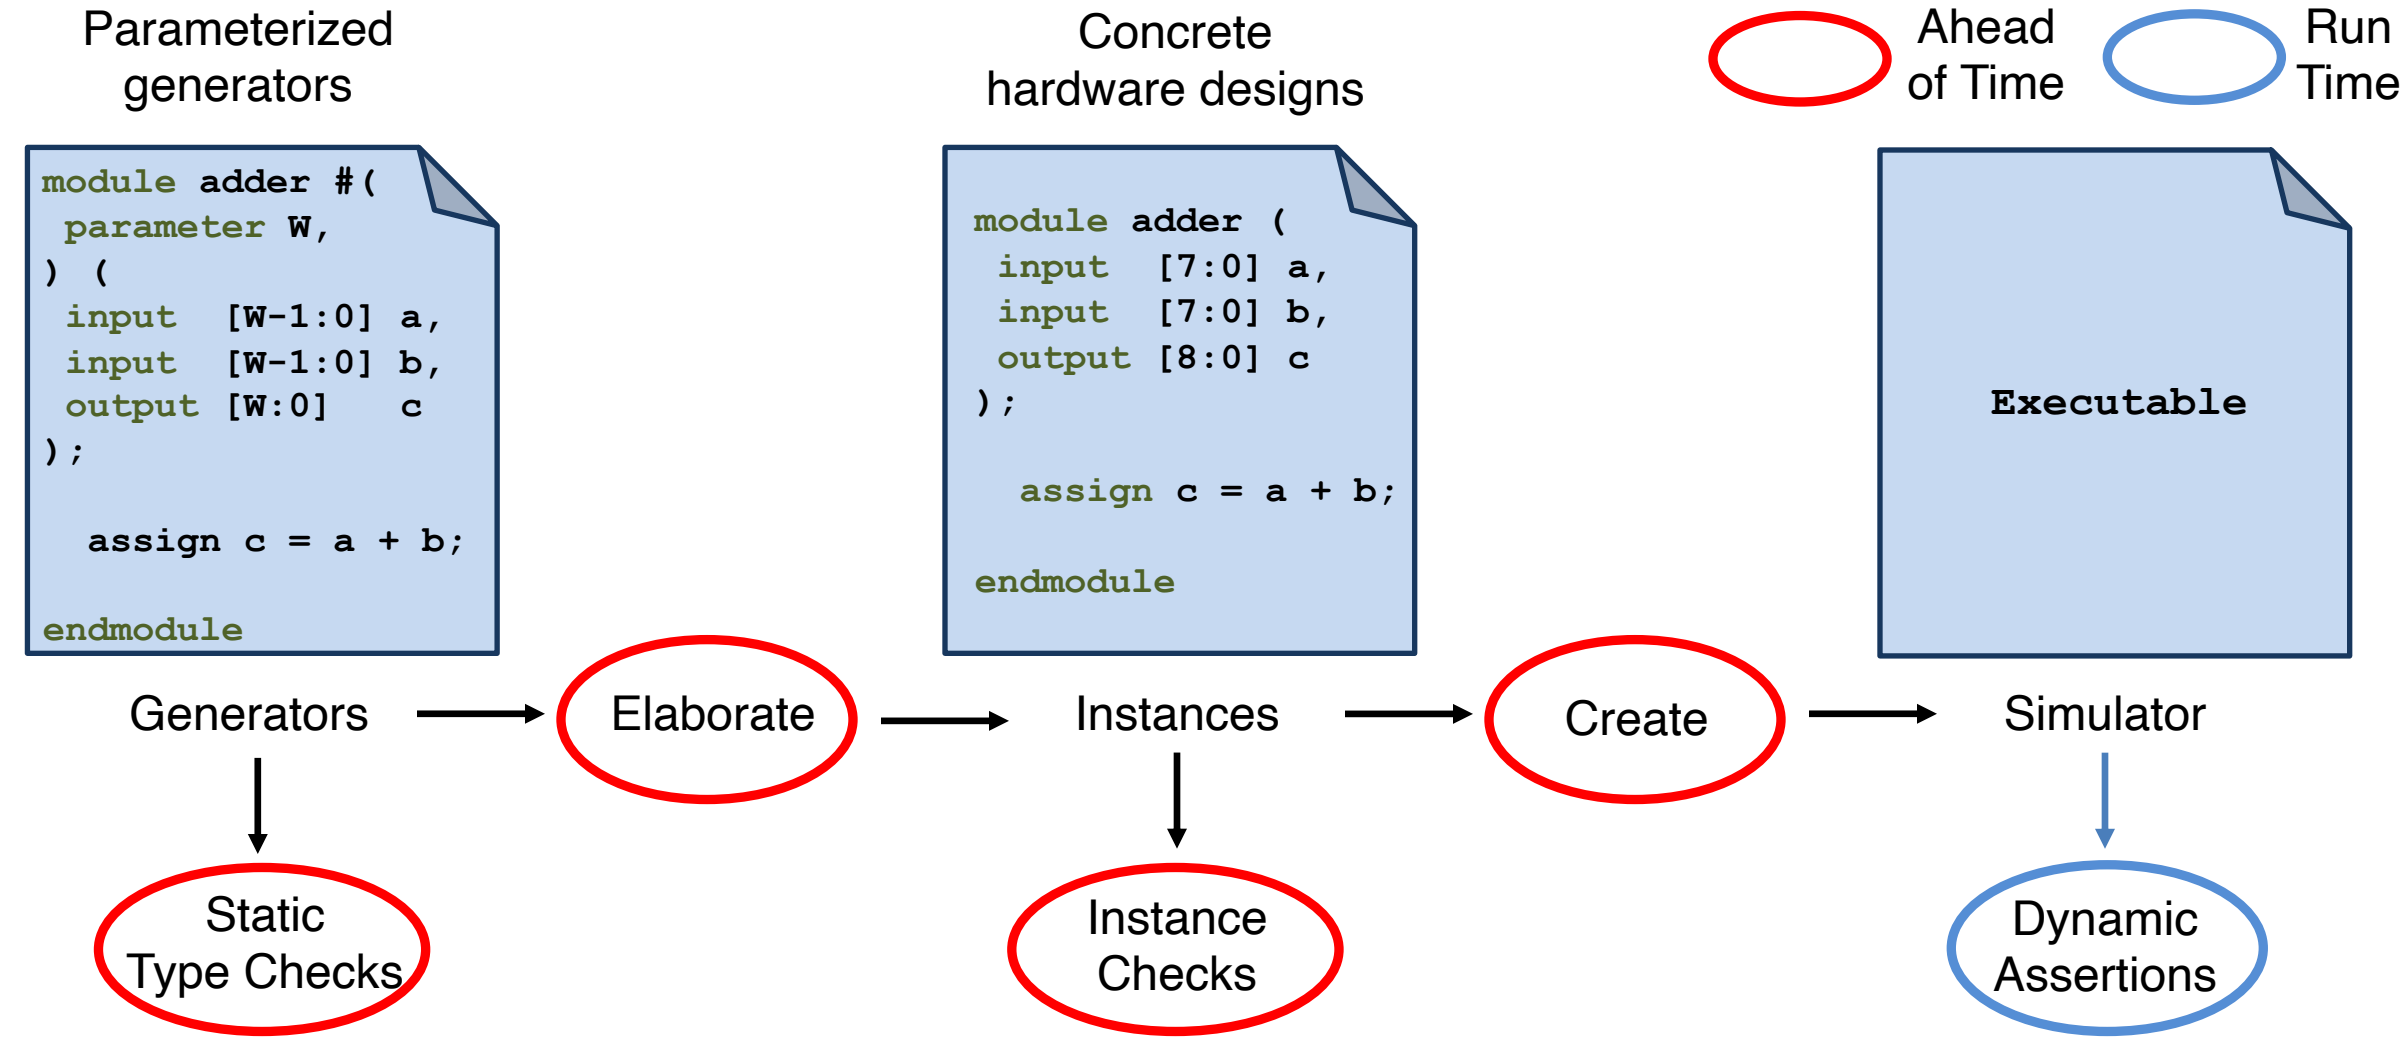 Parameterized
generators
Concrete
hardware designs
Ahead
of Time
Run
Time
module adder #(
 parameter W,
) (
 input  [W-1:0] a,
 input  [W-1:0] b,
 output [W:0]   c
);
  assign c = a + b;
endmodule
module adder (
 input  [7:0] a,
 input  [7:0] b,
 output [8:0] c
);
  assign c = a + b;
endmodule
Executable
Generators
Elaborate
Instances
Create
Simulator
Static
Type Checks
Instance
Checks
Dynamic
Assertions